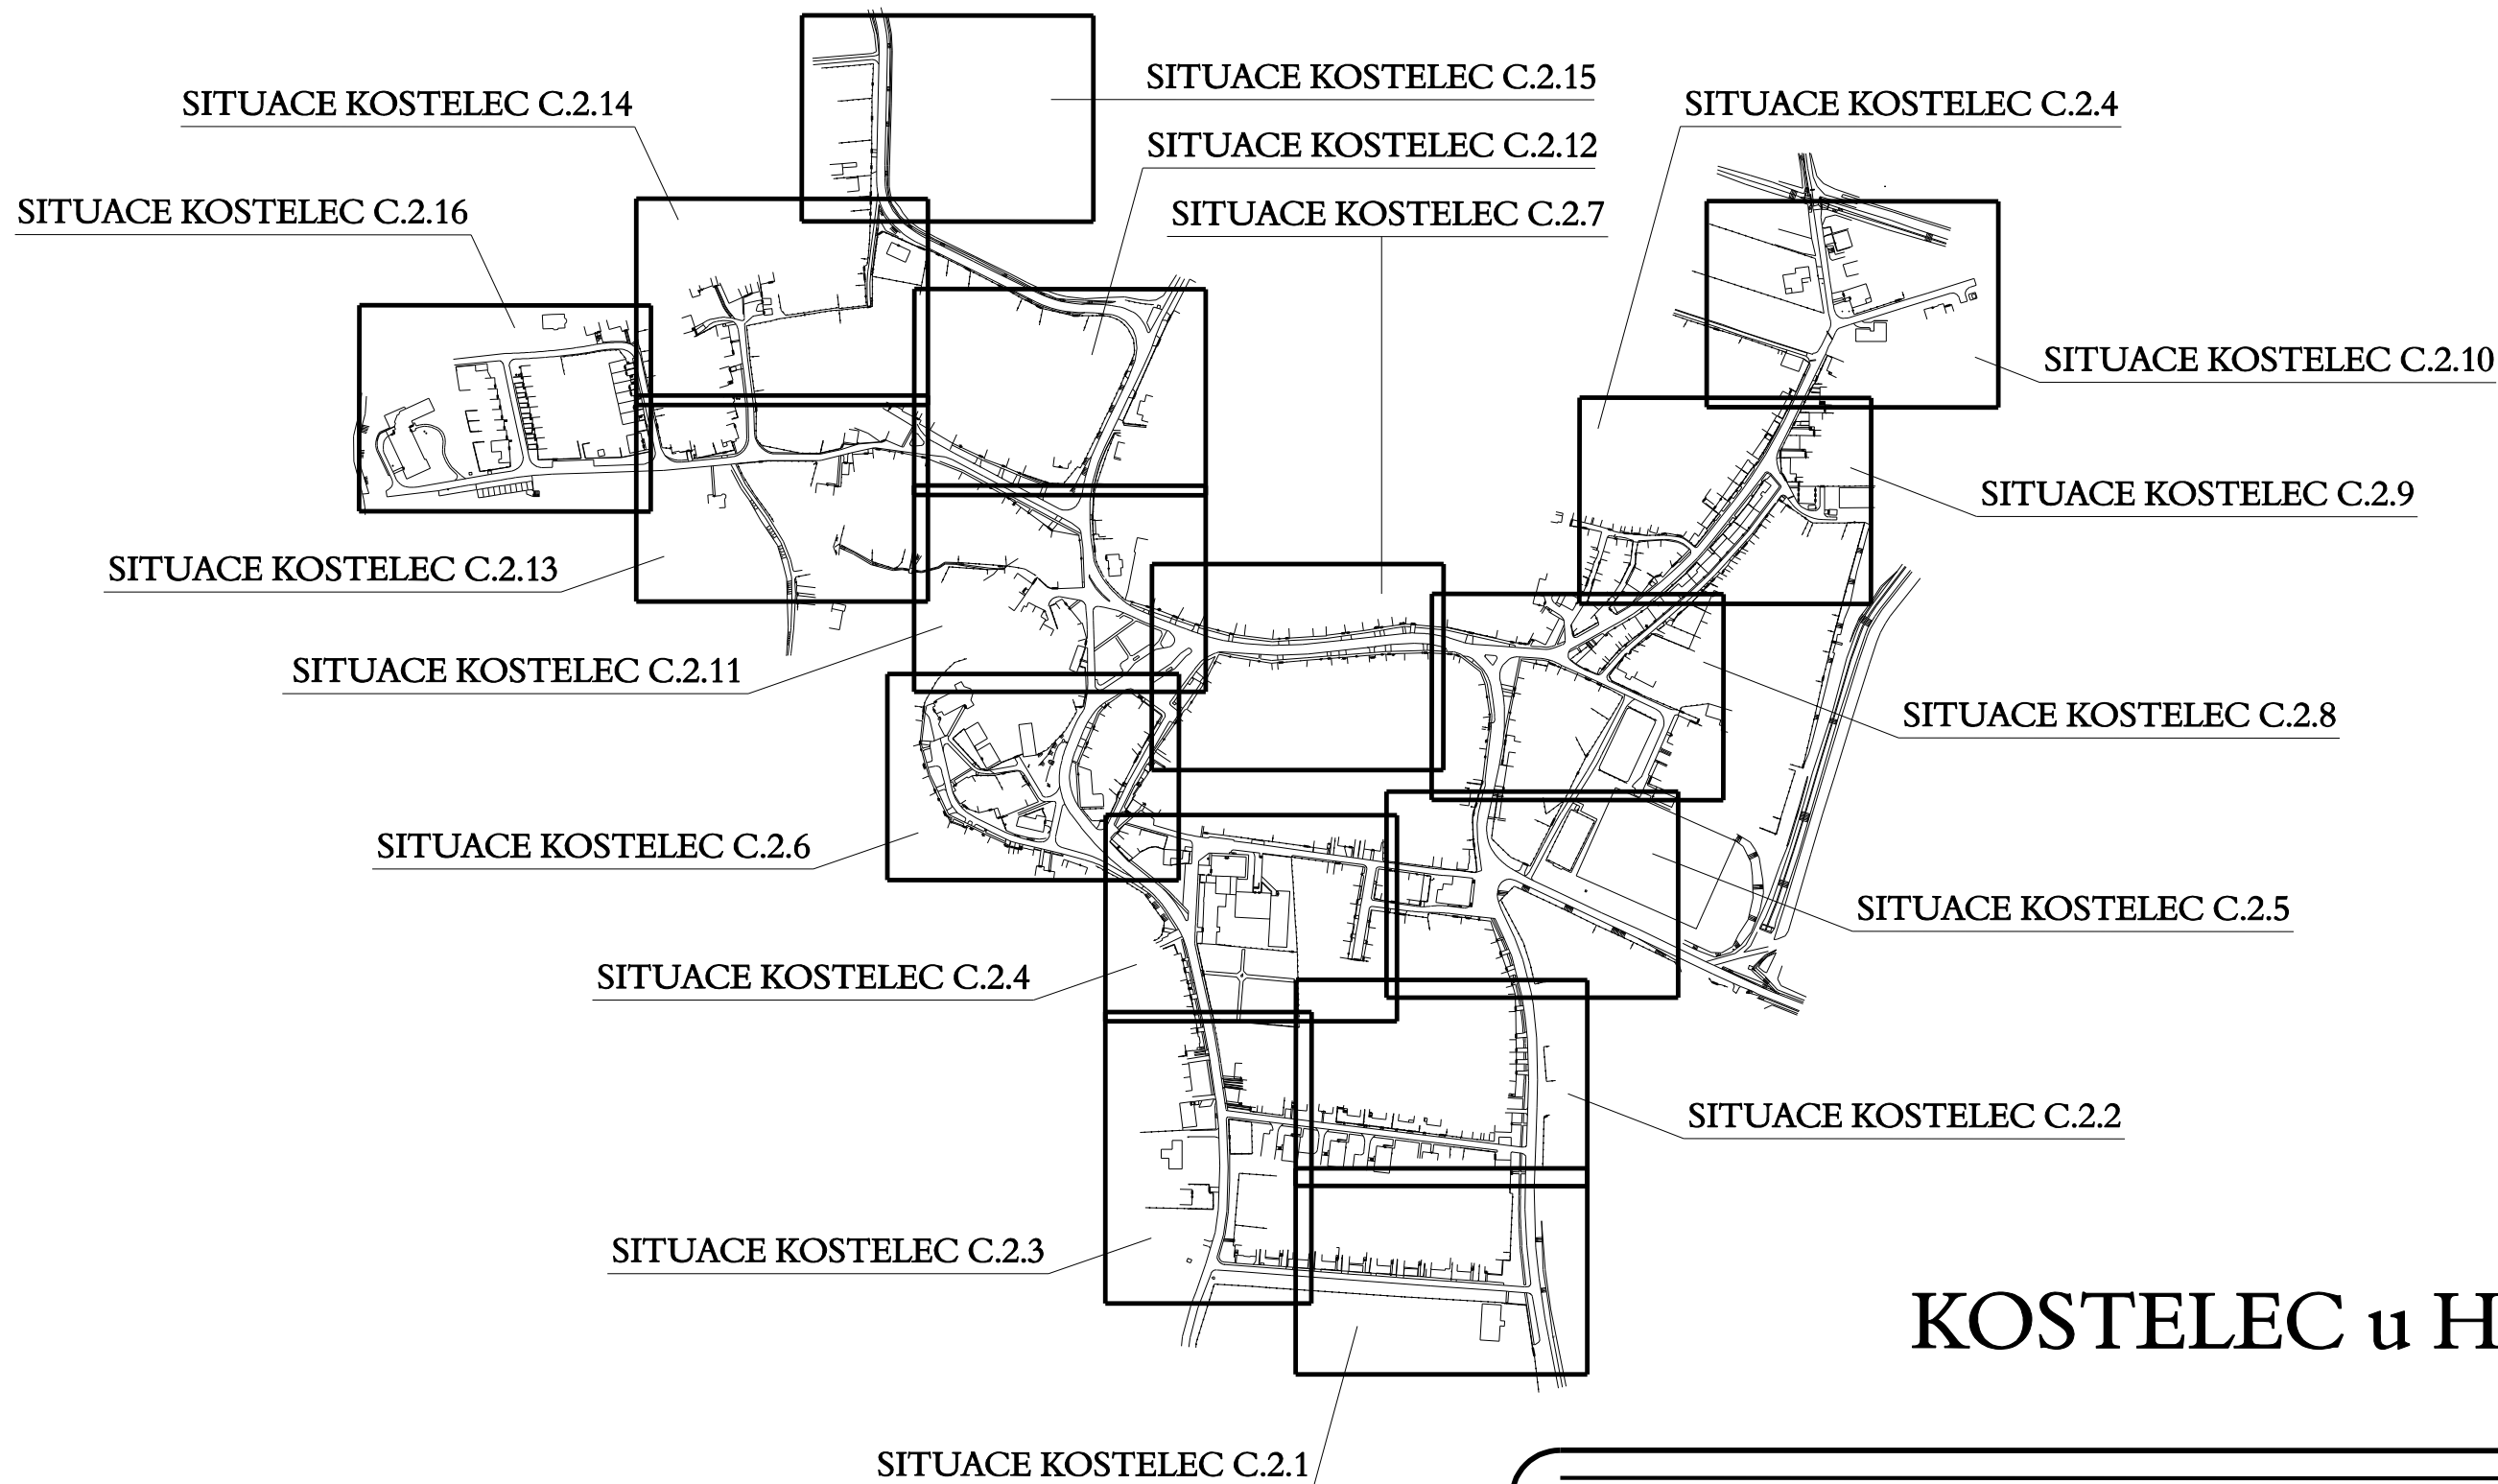 SITUACE KOSTELEC C.2.15
SITUACE KOSTELEC C.2.14
SITUACE KOSTELEC C.2.4
SITUACE KOSTELEC C.2.12
SITUACE KOSTELEC C.2.16
SITUACE KOSTELEC C.2.7
SITUACE KOSTELEC C.2.10
SITUACE KOSTELEC C.2.9
SITUACE KOSTELEC C.2.13
SITUACE KOSTELEC C.2.11
SITUACE KOSTELEC C.2.8
SITUACE KOSTELEC C.2.6
SITUACE KOSTELEC C.2.5
SITUACE KOSTELEC C.2.4
SITUACE KOSTELEC C.2.2
SITUACE KOSTELEC C.2.3
KOSTELEC u H
SITUACE KOSTELEC C.2.1